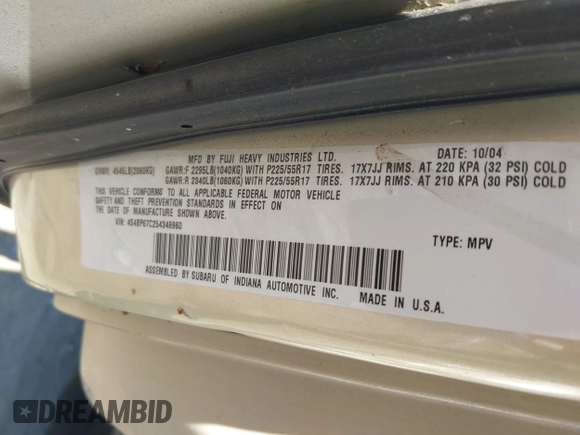 MFD BY FUJI HEAVY INDUSTRIES LTD. DATE: 10/04
GVWR: 4545LB(2060KG) GAWR:F 2295LB(1040KG) WITH P225/55R17 TIRES. 17X7JJ RIMS. AT 220 KPA (32 PSI) COLD
GAWR:R 2340LB(1060KG) WITH P225/55R17 TIRES. 17X7JJ RIMS. AT 210 KPA (30 PSI) COLD
THIS VEHICLE CONFORMS TO ALL APPLICABLE FEDERAL MOTOR VEHICLE
SAFETY AND THEFT PREVENTION STANDARDS IN EFFECT ON
THE DATE OF MANUFACTURE SHOWN ABOVE.
VIN: 4S4BP67C254346960 TYPE: MPV
ASSEMBLED BY SUBARU OF INDIANA AUTOMOTIVE INC. MADE IN U.S.A.
DREAMBID